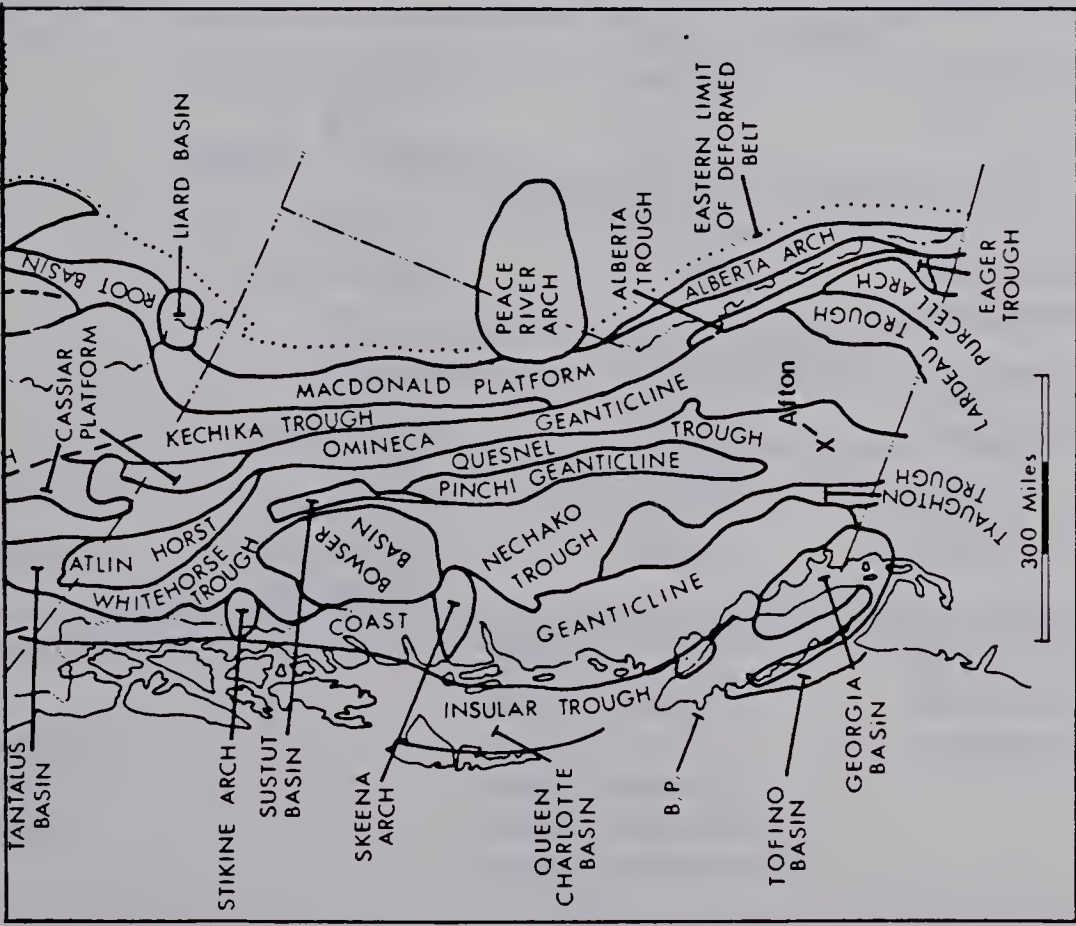 LIARD BASIN
EASTERN LIMIT
OF DEFORMED
BELT
ROOT BASIN
CASSIAR
PLATFORM
PEACE
RIVER
ARCH
ALBERTA
TROUGH
ALBERTA ARCH
MACDONALD PLATFORM
PURCELL ARCH
EAGER
TROUGH
LARDEAU
TROUGH
KECHIKA TROUGH
OMINECA
GEANTICLINE
QUESNEL
TROUGH
PINCHI GEANTICLINE
Afton
X
ATLIN HORST
WHITEHORSE
TROUGH
BOWSER
BASIN
NECHAKO
TROUGH
TYAUGHTON
TROUGH
COAST
GEANTICLINE
INSULAR TROUGH
300 Miles
TANTALUS
BASIN
STIKINE ARCH
SUSTUT
BASIN
SKEENA
ARCH
QUEEN
CHARLOTTE
BASIN
B.P.
TOFINO
BASIN
GEORGIA
BASIN